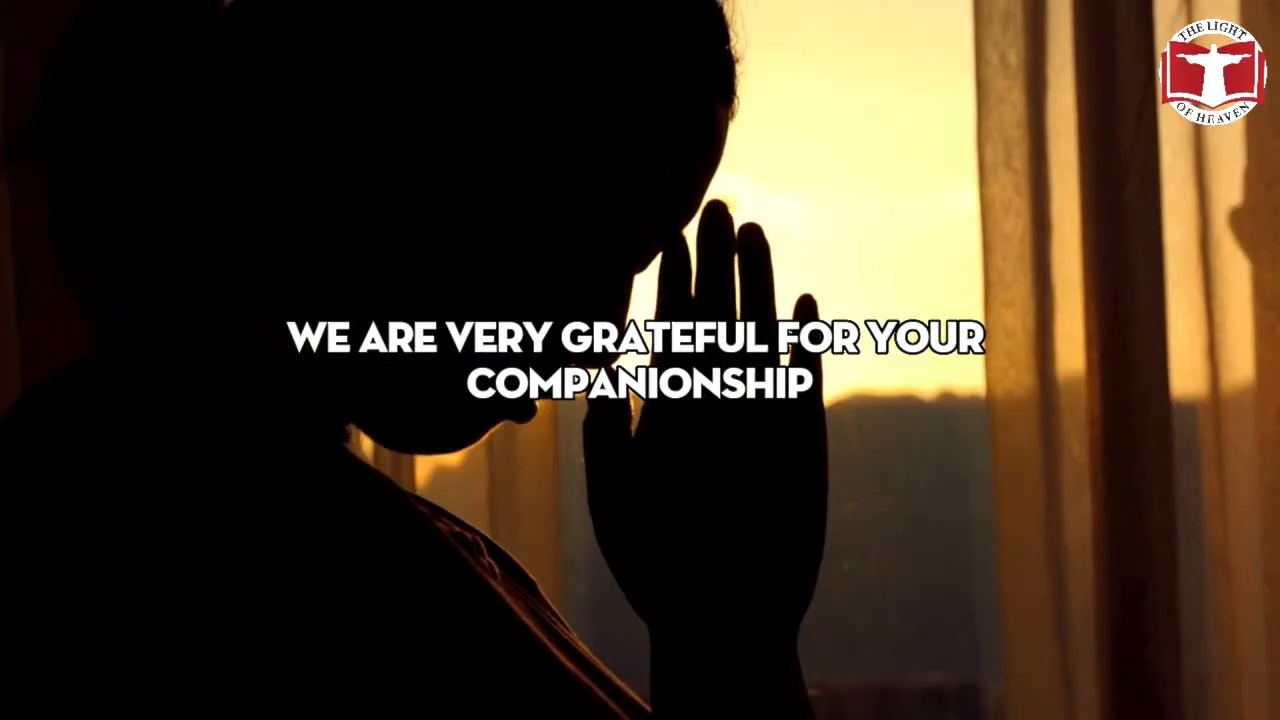 THE LIGHT
OF HEAVEN
WE ARE VERY GRATEFUL FOR YOUR
COMPANIONSHIP